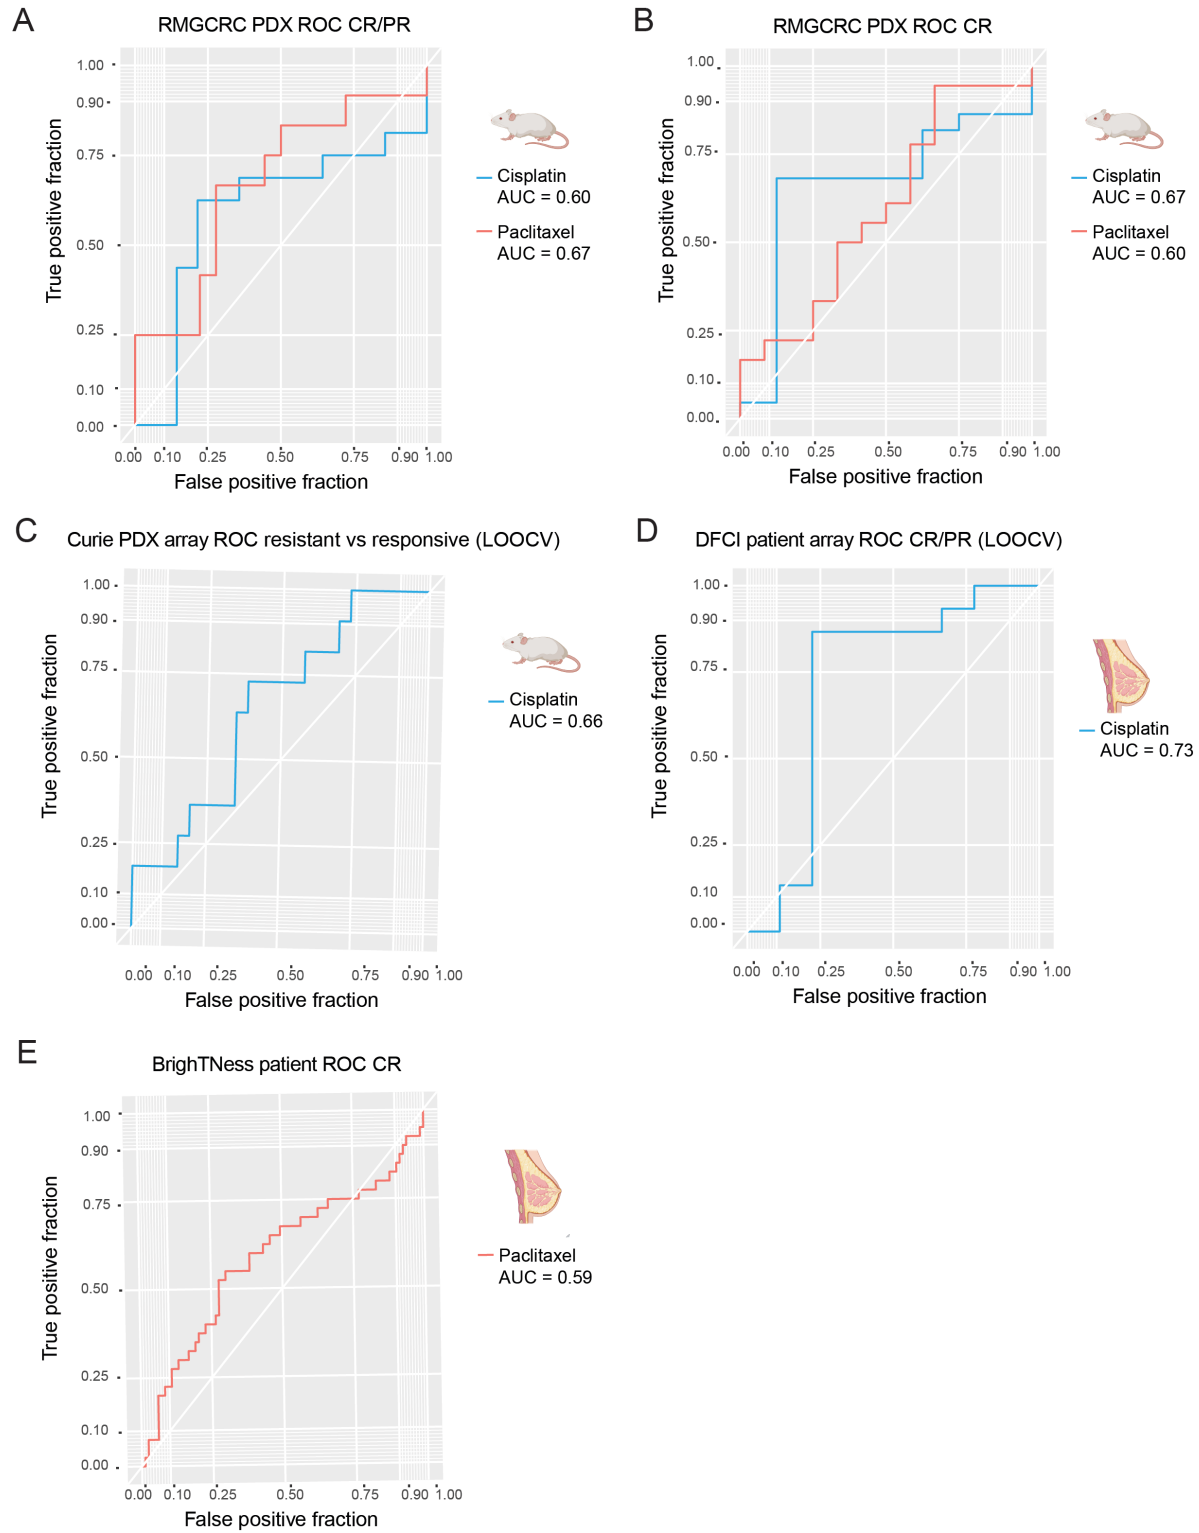 A
RMGCRC PDX ROC CR/PR
True positive fraction
1.00
0.90
0.75
0.50
0.25
0.10
0.00
0.00 0.10 0.25 0.50 0.75 0.90 1.00
False positive fraction
Cisplatin
AUC = 0.60
Paclitaxel
AUC = 0.67
B
RMGCRC PDX ROC CR
True positive fraction
1.00
0.90
0.75
0.50
0.25
0.10
0.00
0.00 0.10 0.25 0.50 0.75 0.90 1.00
False positive fraction
Cisplatin
AUC = 0.67
Paclitaxel
AUC = 0.60
C
Curie PDX array ROC resistant vs responsive (LOOCV)
True positive fraction
1.00
0.90
0.75
0.50
0.25
0.10
0.00
0.00 0.10 0.25 0.50 0.75 0.90 1.00
False positive fraction
Cisplatin
AUC = 0.66
D
DFCI patient array ROC CR/PR (LOOCV)
True positive fraction
1.00
0.90
0.75
0.50
0.25
0.10
0.00
0.00 0.10 0.25 0.50 0.75 0.90 1.00
False positive fraction
Cisplatin
AUC = 0.73
E
BrighTNess patient ROC CR
True positive fraction
1.00
0.90
0.75
0.50
0.25
0.10
0.00
0.00 0.10 0.25 0.50 0.75 0.90 1.00
False positive fraction
Paclitaxel
AUC = 0.59